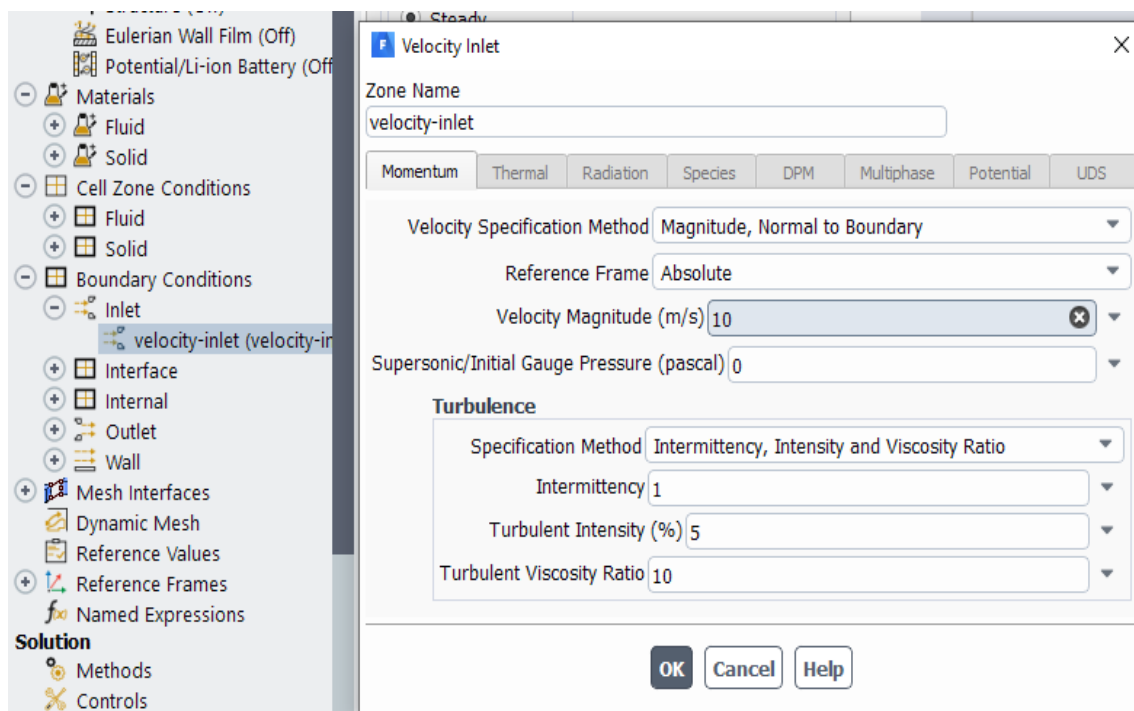 Eulerian Wall Film (Off)
Potential/Li-ion Battery (Off
Materials
Fluid
Solid
Cell Zone Conditions
Fluid
Solid
Boundary Conditions
Inlet
velocity-inlet (velocity-in
Interface
Internal
Outlet
Wall
Mesh Interfaces
Dynamic Mesh
Reference Values
Reference Frames
Named Expressions
Solution
Methods
Controls
Steady
F Velocity Inlet
Zone Name
velocity-inlet
Momentum Thermal Radiation Species DPM Multiphase Potential UDS
Velocity Specification Method Magnitude, Normal to Boundary
Reference Frame Absolute
Velocity Magnitude (m/s) 10
Supersonic/Initial Gauge Pressure (pascal) 0
Turbulence
Specification Method Intermittency, Intensity and Viscosity Ratio
Intermittency 1
Turbulent Intensity (%) 5
Turbulent Viscosity Ratio 10
OK Cancel Help